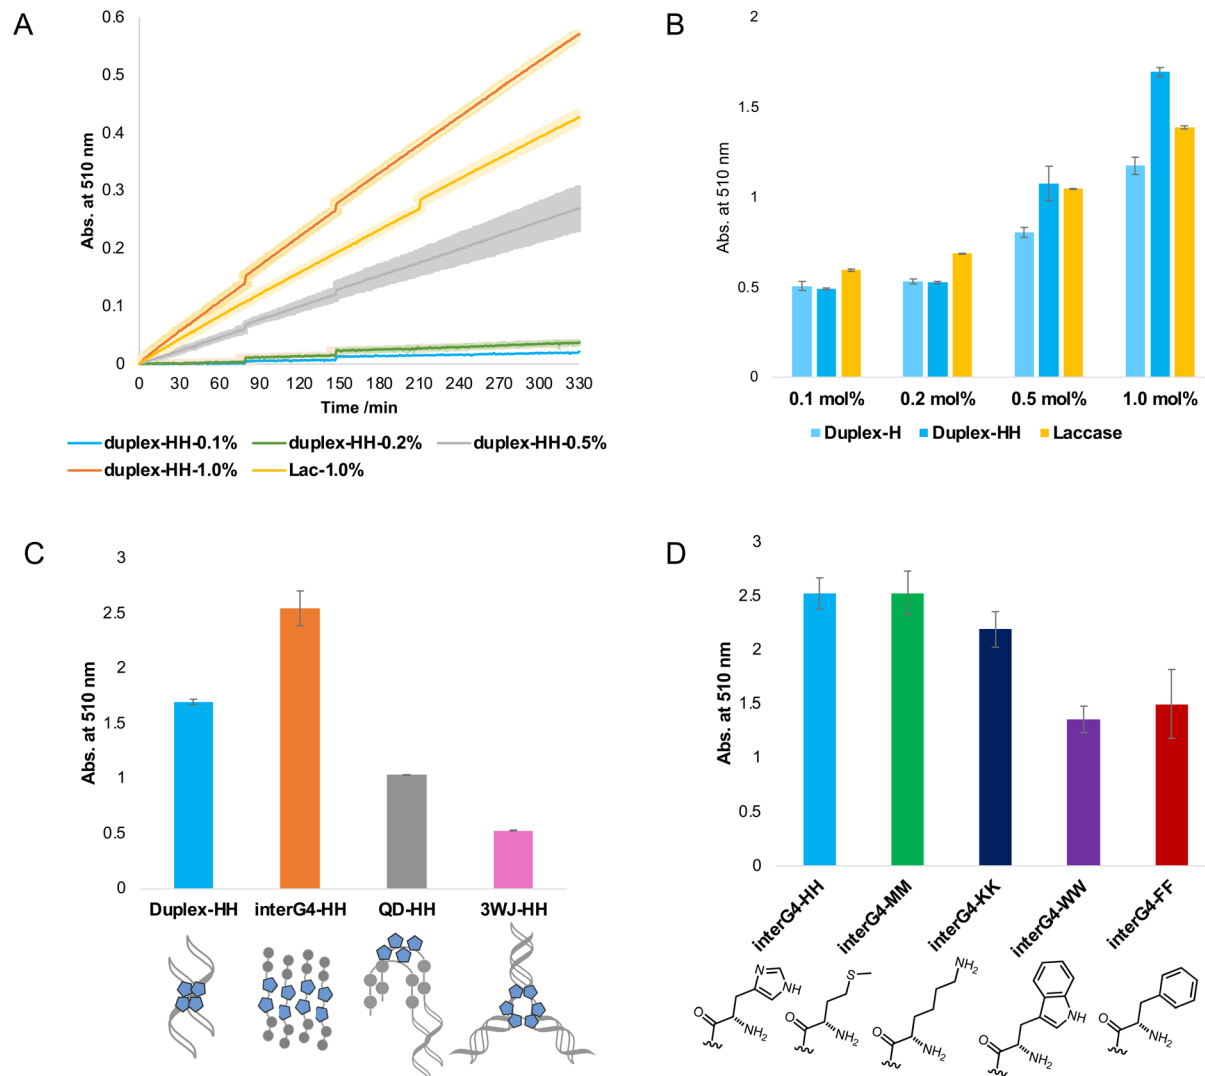 A
0.6
0.5
0.4
0.3
0.2
0.1
0
Abs. at 510 nm
0 30 60 90 120 150 180 210 240 270 300 330
Time /min
duplex-HH-0.1% duplex-HH-0.2% duplex-HH-0.5%
duplex-HH-1.0% Lac-1.0%
B
2
1.5
1
0.5
0
Abs. at 510 nm
0.1 mol% 0.2 mol% 0.5 mol% 1.0 mol%
Duplex-H Duplex-HH Laccase
C
3
2.5
2
1.5
1
0.5
0
Abs. at 510 nm
Duplex-HH interG4-HH QD-HH 3WJ-HH
D
3
2.5
2
1.5
1
0.5
0
Abs. at 510 nm
interG4-HH interG4-MM interG4-KK interG4-WW interG4-FF
N
NH
O
NH2
S
O
NH2
NH2
O
NH2
NH
O
NH2
O
NH2